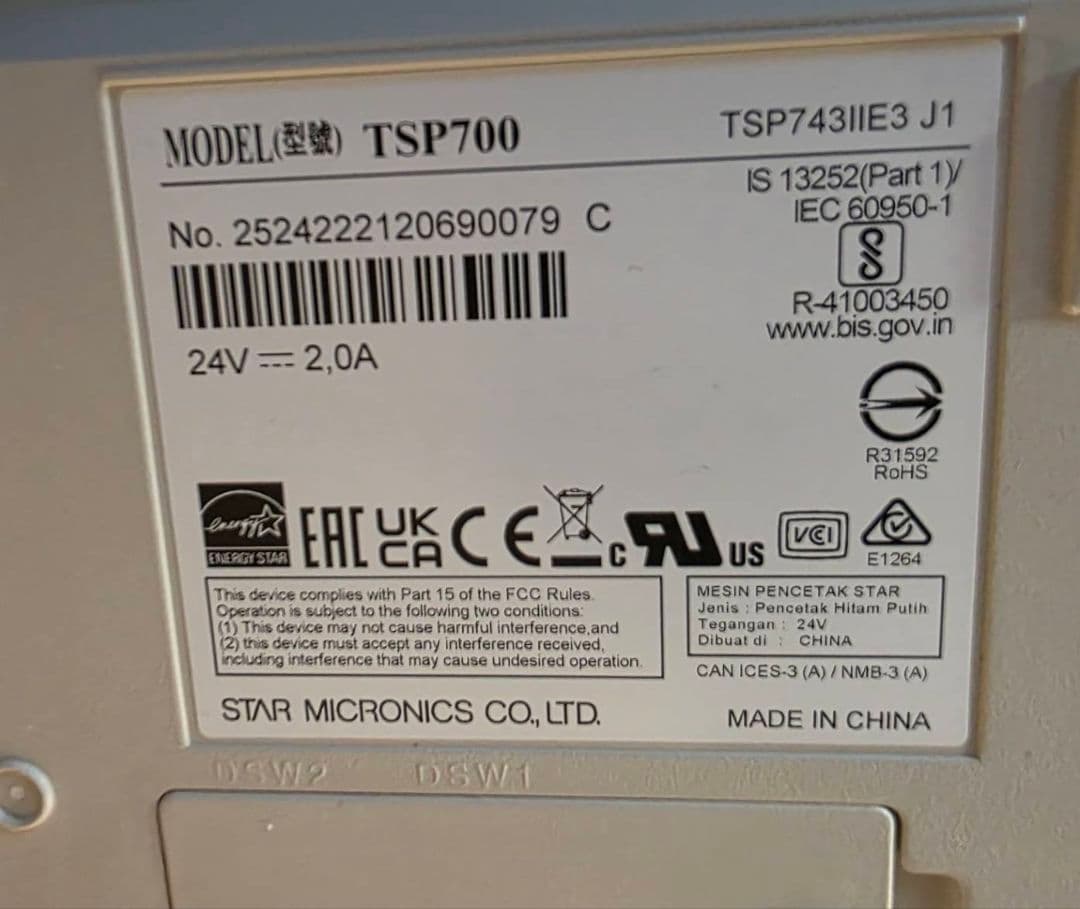 MODEL(型號) TSP700
TSP743IIE3 J1
IS 13252(Part 1)/
IEC 60950-1
No. 2524222120690079 C
R-41003450
www.bis.gov.in
24V ⎓ 2,0A
R31592
RoHS
energy
ENERGY STAR
EAC
UK
CA
CE
c RU US
VCI
E1264
This device complies with Part 15 of the FCC Rules.
Operation is subject to the following two conditions:
(1) This device may not cause harmful interference,and
(2) this device must accept any interference received,
including interference that may cause undesired operation.
MESIN PENCETAK STAR
Jenis : Pencetak Hitam Putih
Tegangan : 24V
Dibuat di : CHINA
CAN ICES-3 (A) / NMB-3 (A)
STAR MICRONICS CO., LTD.
MADE IN CHINA
DSW2 DSW1